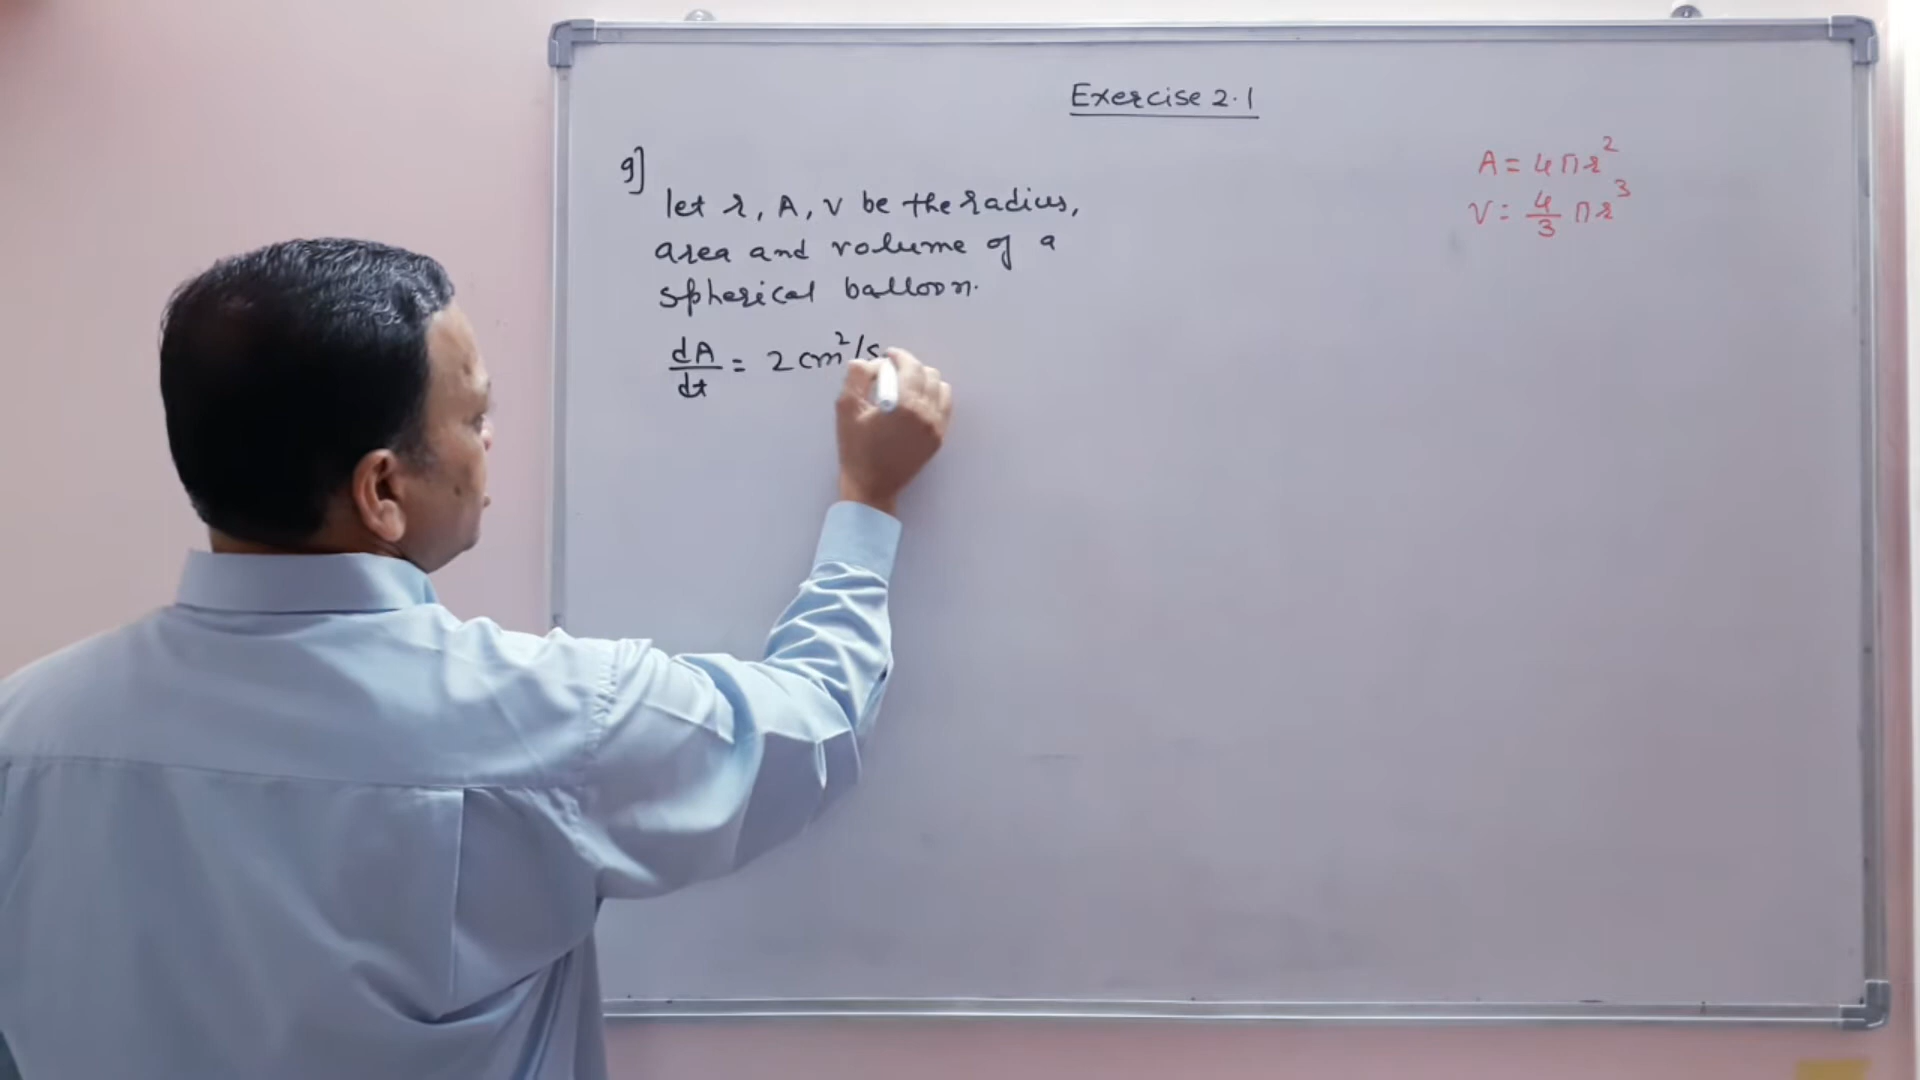 Exercise 2.1
9]
let r, A, V be the radius,
area and volume of a
spherical balloon.
dA/dt = 2 cm²/s
A = 4πr²
V = 4/3 πr³